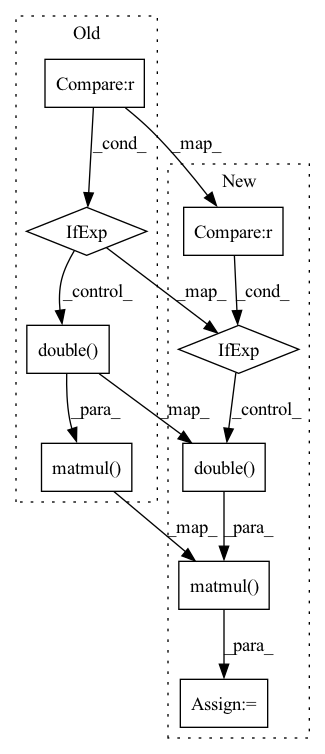 Old
Compare:r
_cond_
_map_
New
IfExp
Compare:r
_control_
_map_
_cond_
double()
IfExp
_para_
_map_
_control_
matmul()
double()
_map_
_para_
matmul()
_para_
Assign:=